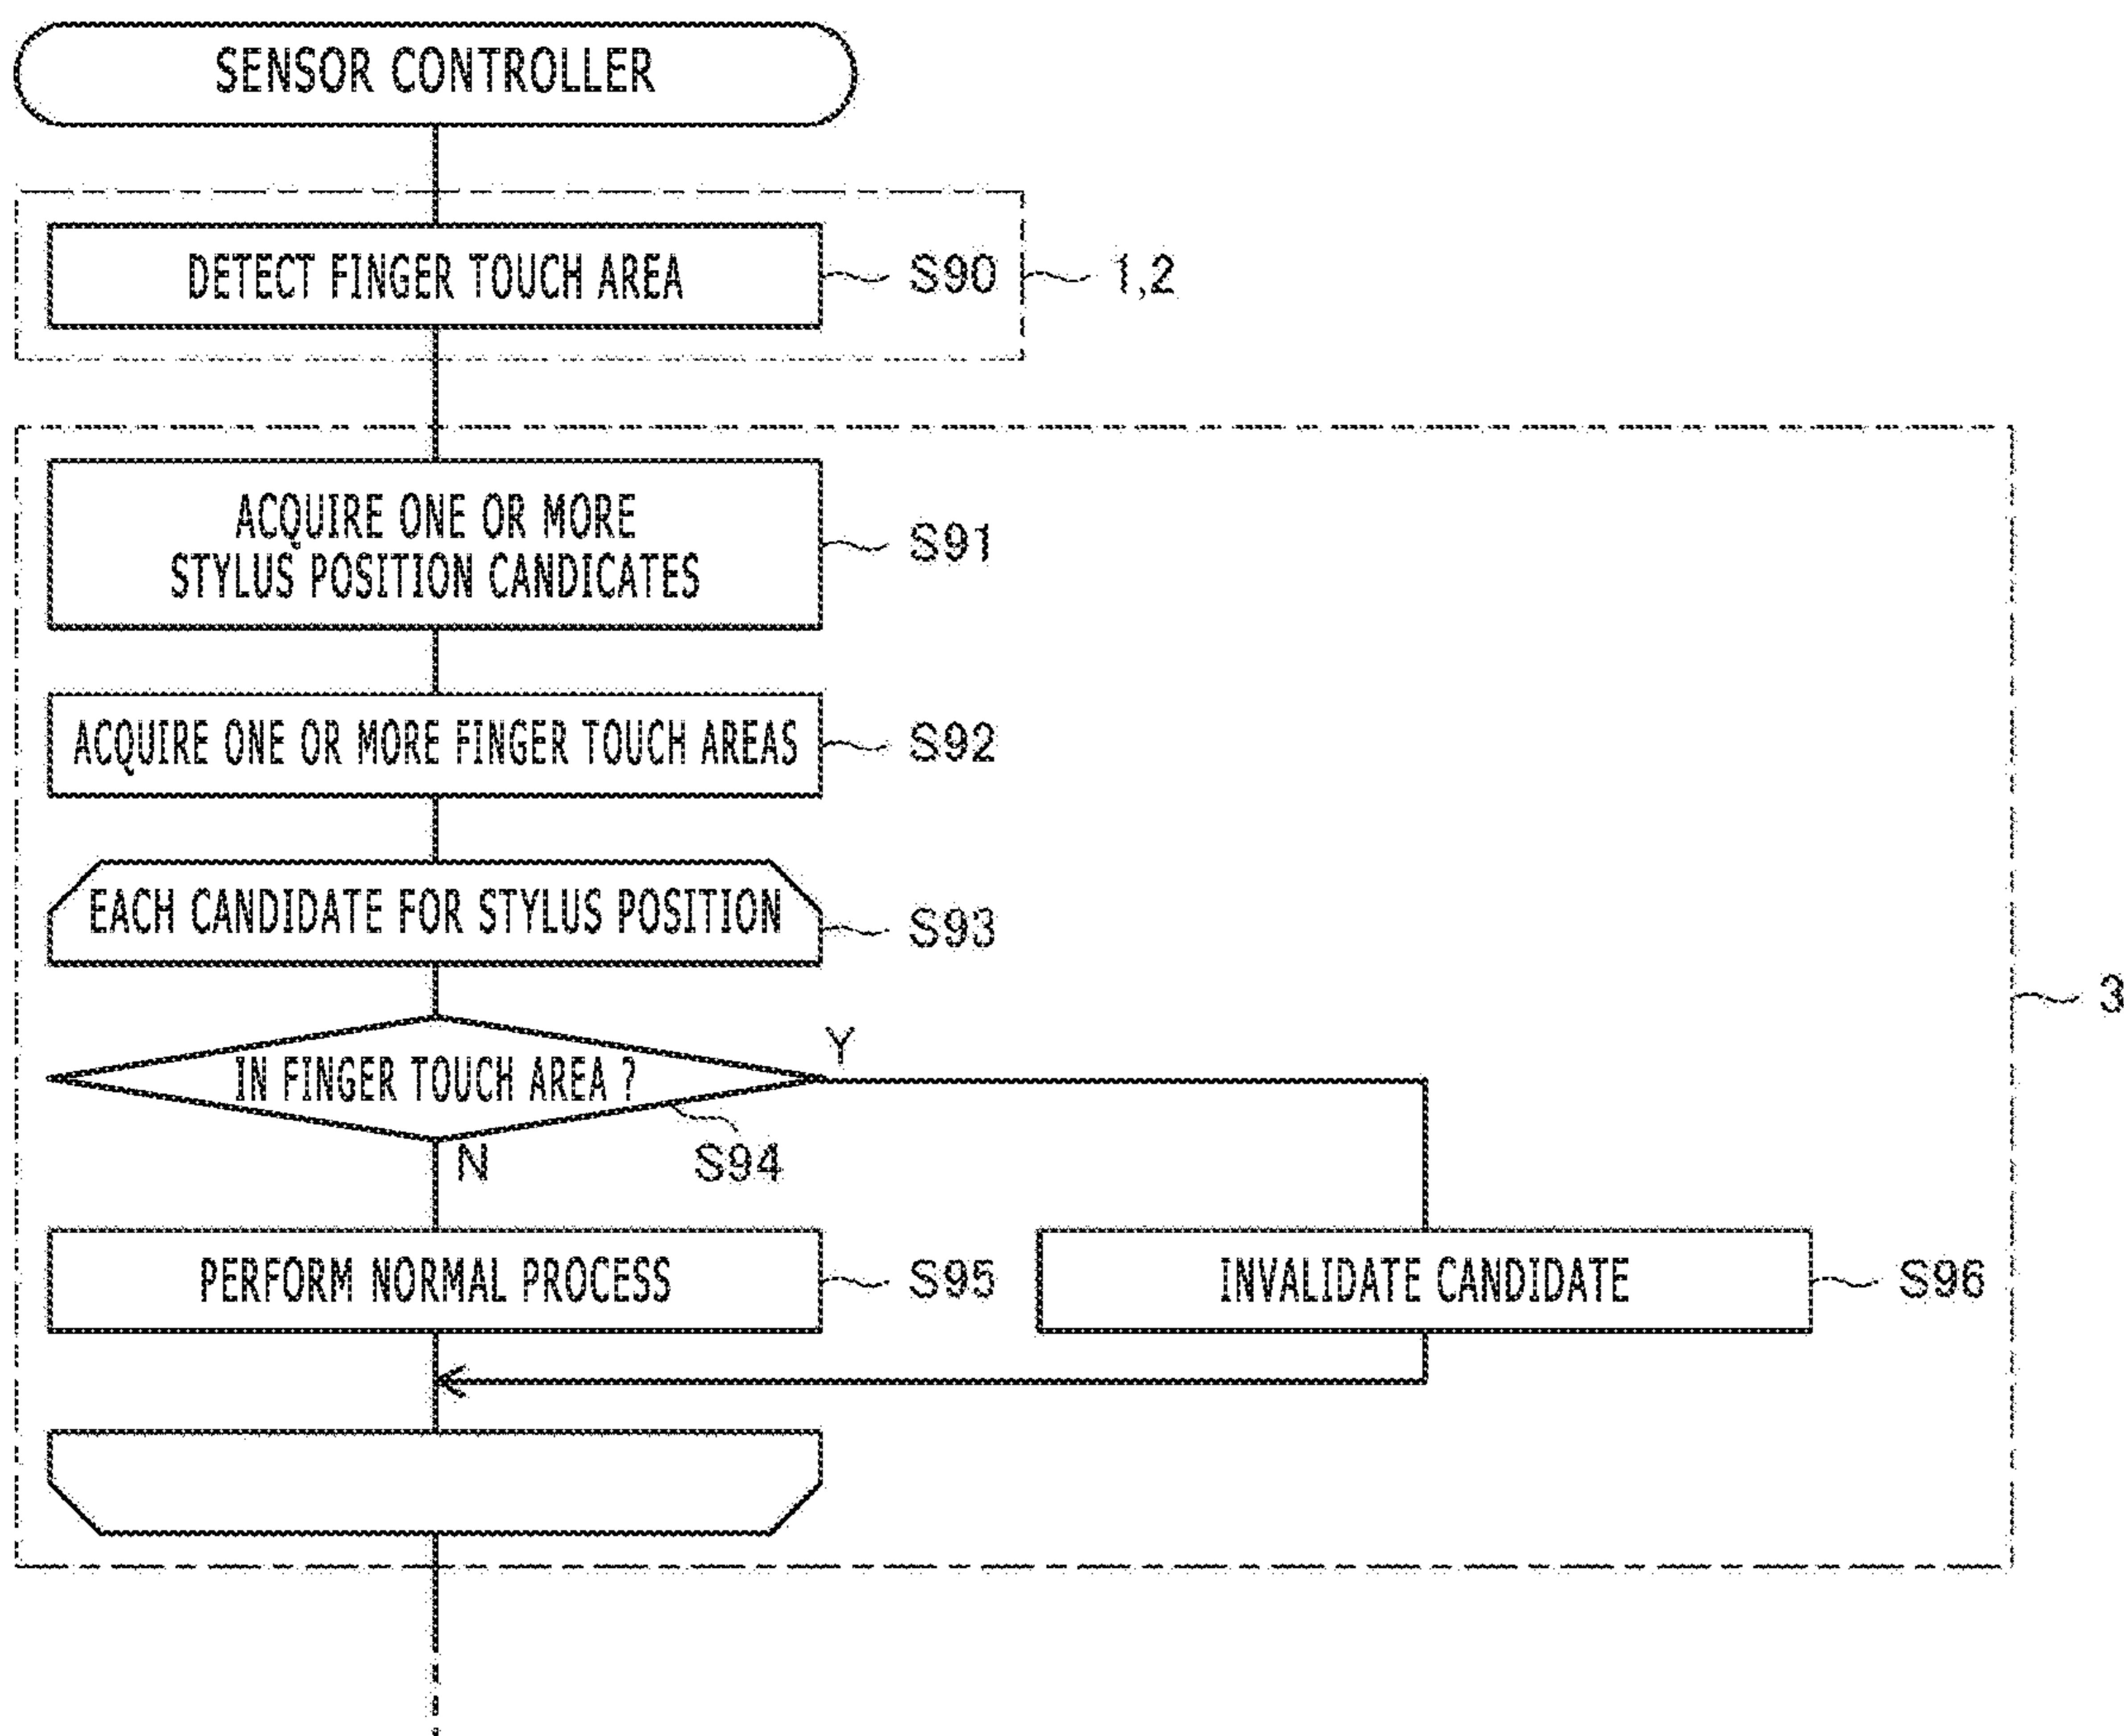 SENSOR CONTROLLER
DETECT FINGER TOUCH AREA
S90
1,2
ACQUIRE ONE OR MORE
STYLUS POSITION CANDICATES
S91
ACQUIRE ONE OR MORE FINGER TOUCH AREAS
S92
EACH CANDIDATE FOR STYLUS POSITION
S93
3
IN FINGER TOUCH AREA ?
Y
N
S94
PERFORM NORMAL PROCESS
S95
INVALIDATE CANDIDATE
S96